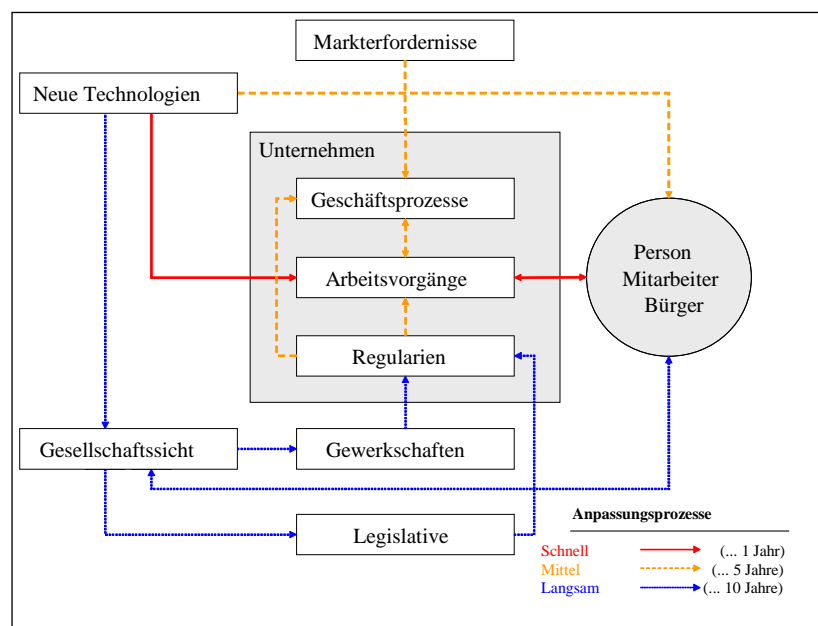 Markterfordernisse
Neue Technologien
Unternehmen
Geschäftsprozesse
Arbeitsvorgänge
Regularien
Person
Mitarbeiter
Bürger
Gesellschaftssicht
Gewerkschaften
Legislative
Anpassungsprozesse
Schnell (... 1 Jahr)
Mittel (... 5 Jahre)
Langsam (... 10 Jahre)